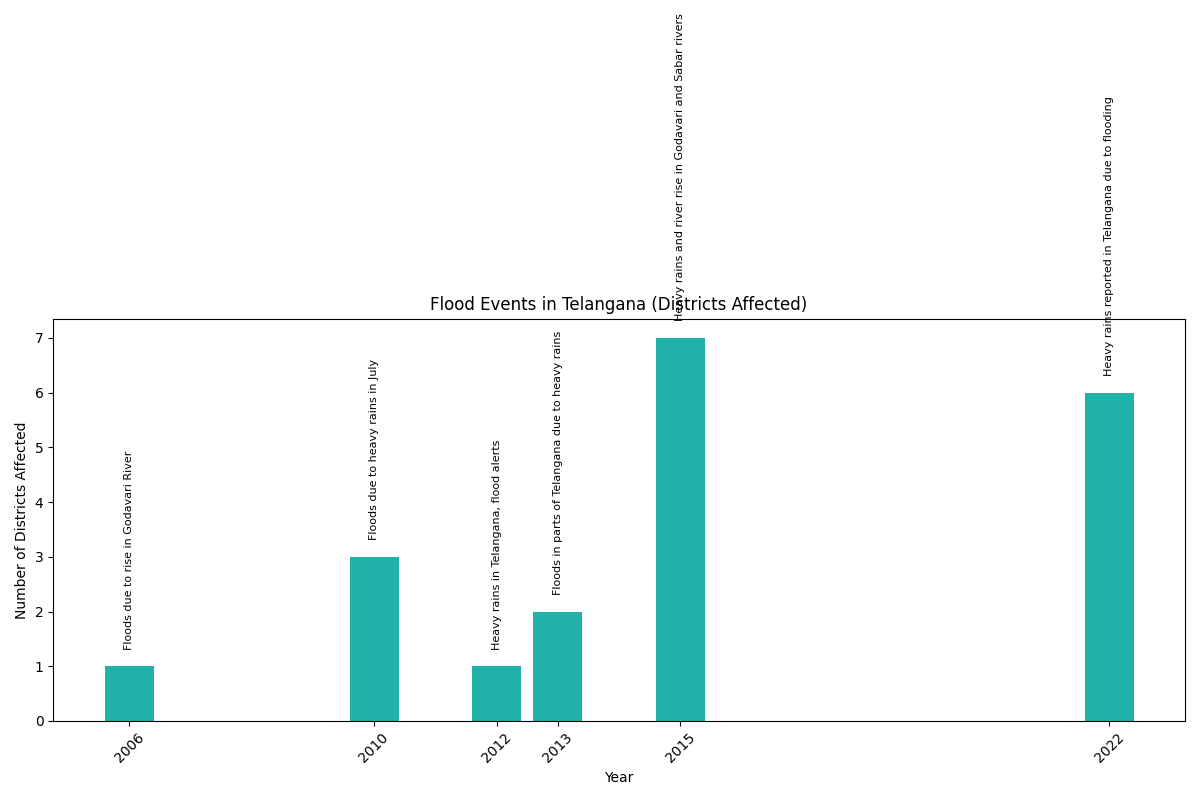 Heavy rains and river rise in Godavari and Sabar rivers
Heavy rains reported in Telangana due to flooding
Flood Events in Telangana (Districts Affected)
Floods due to rise in Godavari River
Floods due to heavy rains in July
Heavy rains in Telangana, flood alerts
Floods in parts of Telangana due to heavy rains
Number of Districts Affected
7
6
5
4
3
2
1
0
2006
2010
2012
2013
2015
2022
Year